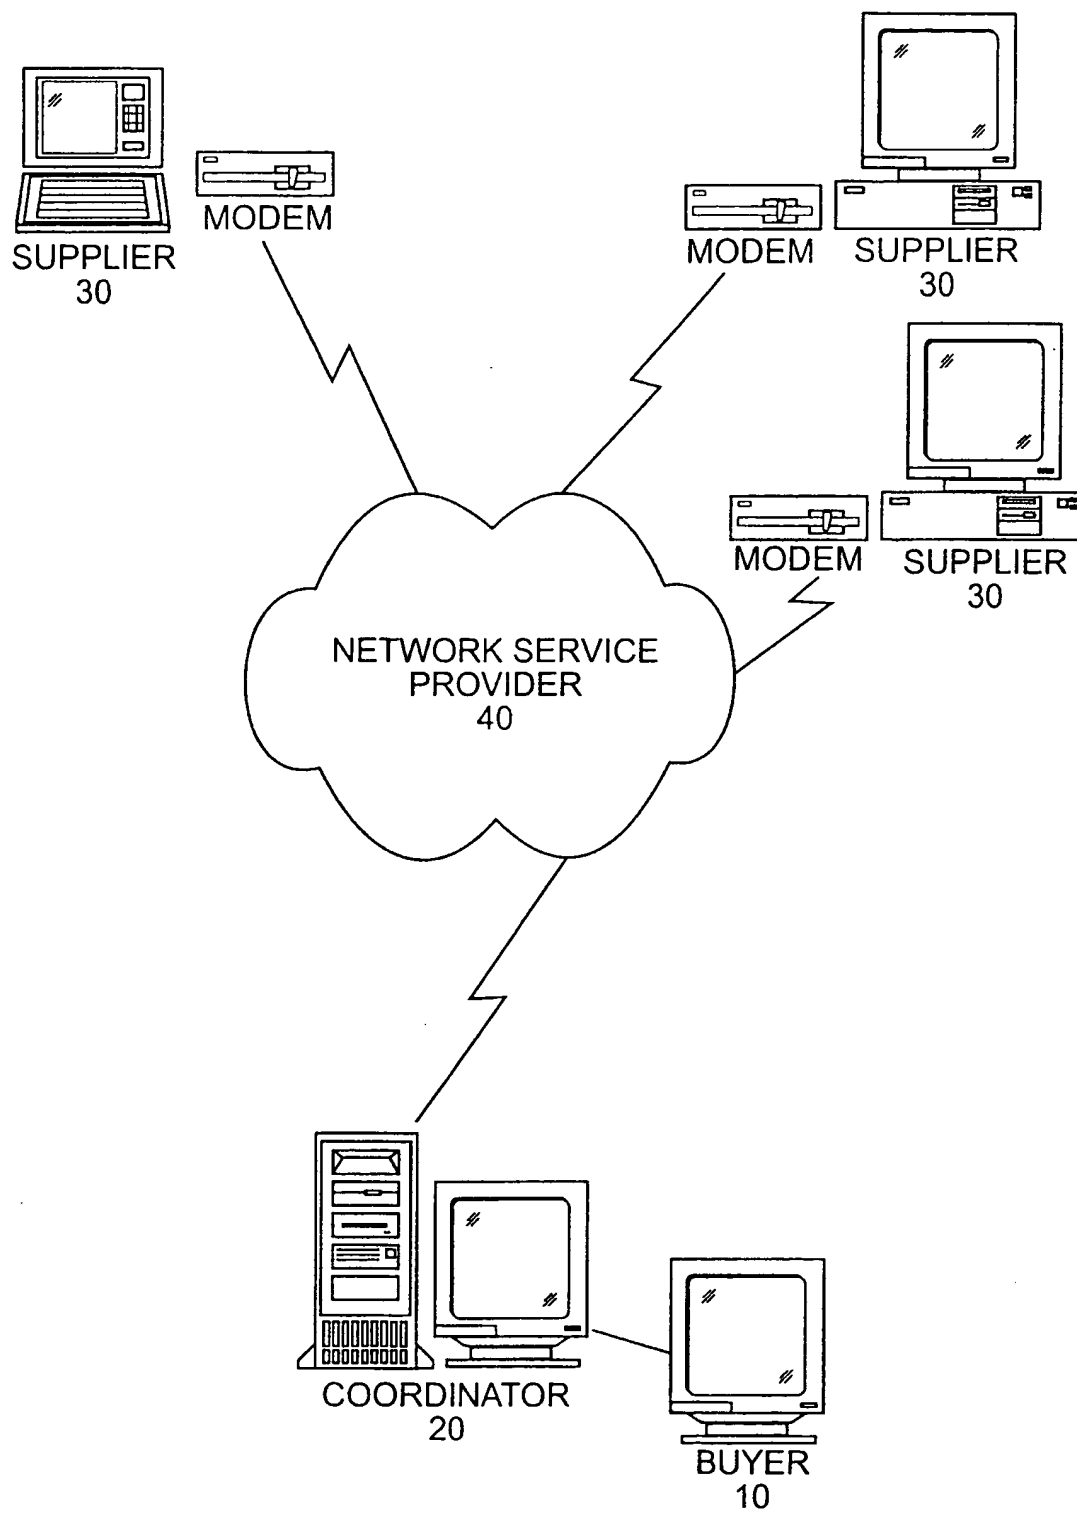 MODEM
SUPPLIER
30
MODEM
SUPPLIER
30
MODEM
SUPPLIER
30
NETWORK SERVICE
PROVIDER
40
COORDINATOR
20
BUYER
10